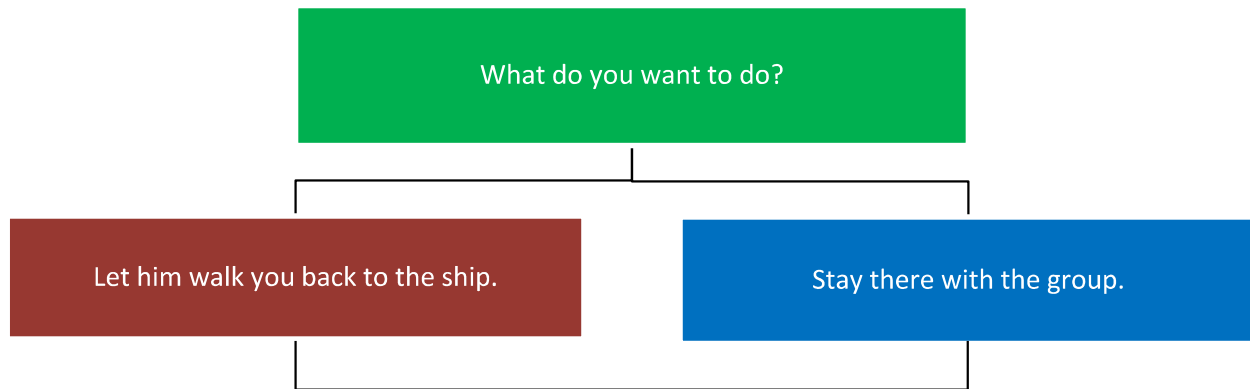 What do you want to do?
Let him walk you back to the ship.
Stay there with the group.